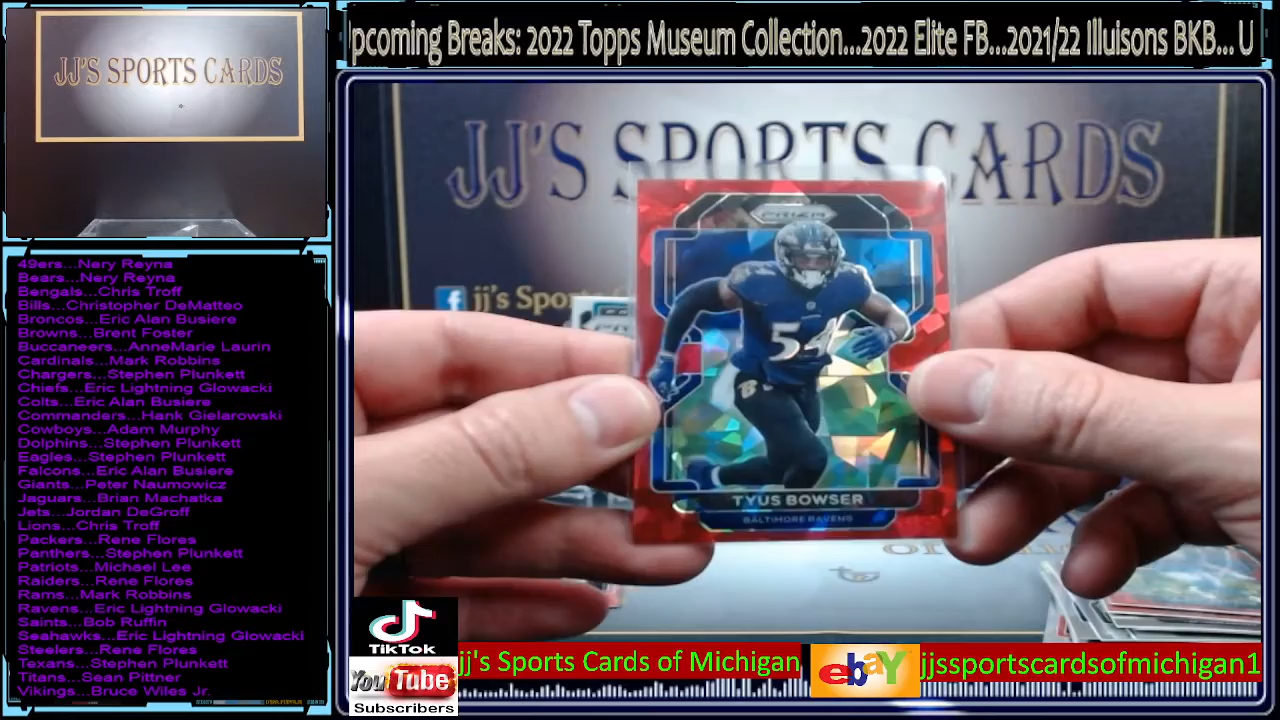 JJ'S SPORTS CARDS
pcoming Breaks: 2022 Topps Museum Collection...2022 Elite FB...2021/22 Illuisons BKB... U
JJ'S SPORTS CARDS
jj's Spor
PRIZM
54
54
B
TYUS BOWSER
BALTIMORE RAVENS
49ers...Nery Reyna
Bears...Nery Reyna
Bengals...Chris Troff
Bills...Christopher DeMatteo
Broncos...Eric Alan Busiere
Browns...Brent Foster
Buccaneers...AnneMarie Laurin
Cardinals...Mark Robbins
Chargers...Stephen Plunkett
Chiefs...Eric Lightning Glowacki
Colts...Eric Alan Busiere
Commanders...Hank Gielarowski
Cowboys...Adam Murphy
Dolphins...Stephen Plunkett
Eagles...Stephen Plunkett
Falcons...Eric Alan Busiere
Giants...Peter Naumowicz
Jaguars...Brian Machatka
Jets...Jordan DeGroff
Lions...Chris Troff
Packers...Rene Flores
Panthers...Stephen Plunkett
Patriots...Michael Lee
Raiders...Rene Flores
Rams...Mark Robbins
Ravens...Eric Lightning Glowacki
Saints...Bob Ruffin
Seahawks...Eric Lightning Glowacki
Steelers...Rene Flores
Texans...Stephen Plunkett
Titans...Sean Pittner
Vikings...Bruce Wiles Jr.
TikTok
YouTube
Subscribers
jj's Sports Cards of Michigan
ebaY
jjssportscardsofmichigan1